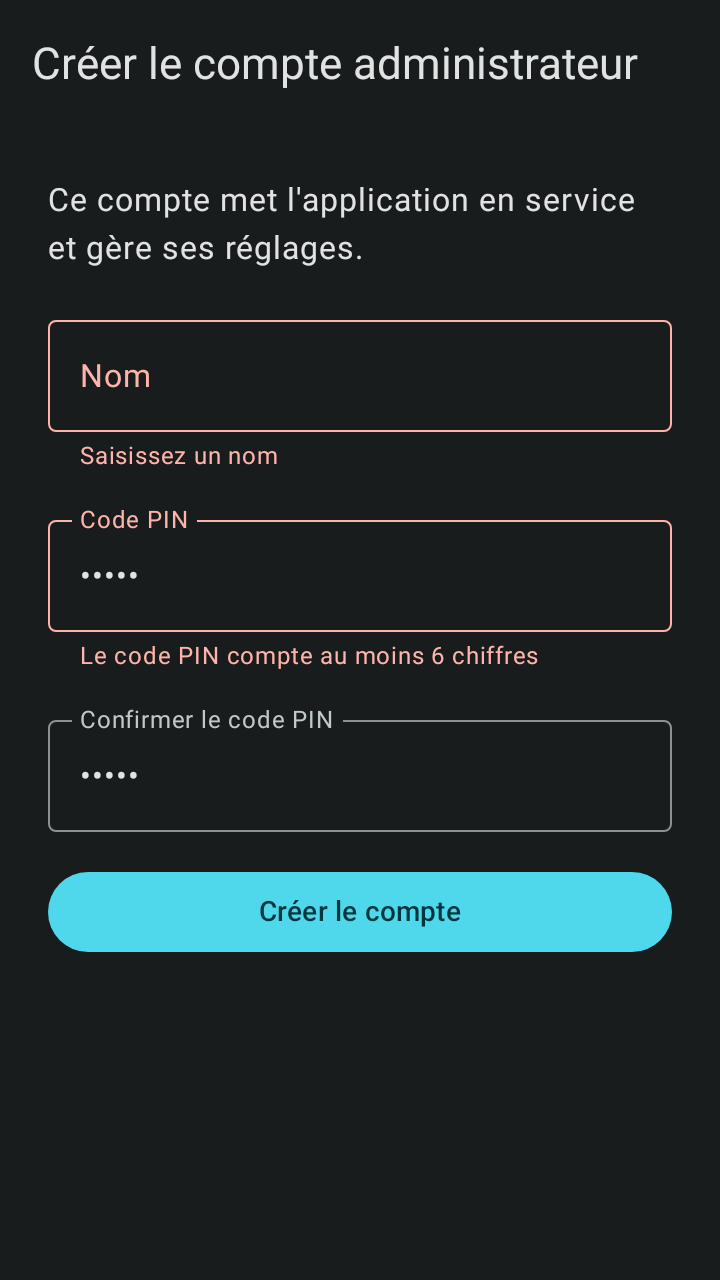 Créer le compte administrateur
Ce compte met l'application en service
et gère ses réglages.
Nom
Saisissez un nom
Code PIN
•••••
Le code PIN compte au moins 6 chiffres
Confirmer le code PIN
•••••
Créer le compte